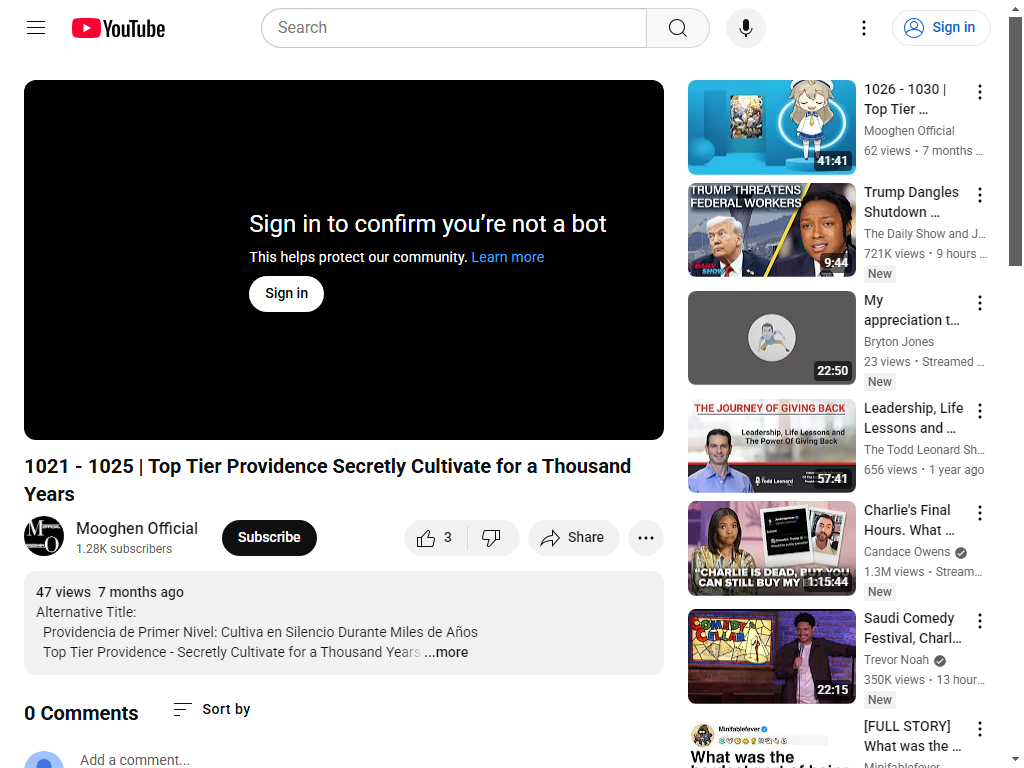 YouTube
Search
Sign in
Sign in to confirm you’re not a bot
This helps protect our community. Learn more
Sign in
1021 - 1025 | Top Tier Providence Secretly Cultivate for a Thousand
Years
Mooghen Official
1.28K subscribers
Subscribe
3
Share
47 views 7 months ago
Alternative Title:
Providencia de Primer Nivel: Cultiva en Silencio Durante Miles de Años
Top Tier Providence - Secretly Cultivate for a Thousand Years ...more
0 Comments
Sort by
Add a comment...
41:41
1026 - 1030 |
Top Tier ...
Mooghen Official
62 views • 7 months ...
TRUMP THREATENS
FEDERAL WORKERS
DAILY
SHOW
9:44
Trump Dangles
Shutdown ...
The Daily Show and J...
721K views • 9 hours ...
New
22:50
My
appreciation t...
Bryton Jones
23 views • Streamed ...
New
THE JOURNEY OF GIVING BACK
Leadership, Life Lessons and
The Power Of Giving Back
Todd Leonard
57:41
Leadership, Life
Lessons and ...
The Todd Leonard Sh...
656 views • 1 year ago
"CHARLIE IS DEAD, BUT YOU
CAN STILL BUY MY
1:15:44
Charlie's Final
Hours. What ...
Candace Owens
1.3M views • Stream...
New
COMEDY
CELLAR
22:15
Saudi Comedy
Festival, Charl...
Trevor Noah
350K views • 13 hour...
New
Minifablefever
What was the
hardest part of being
[FULL STORY]
What was the ...
Minifablefever